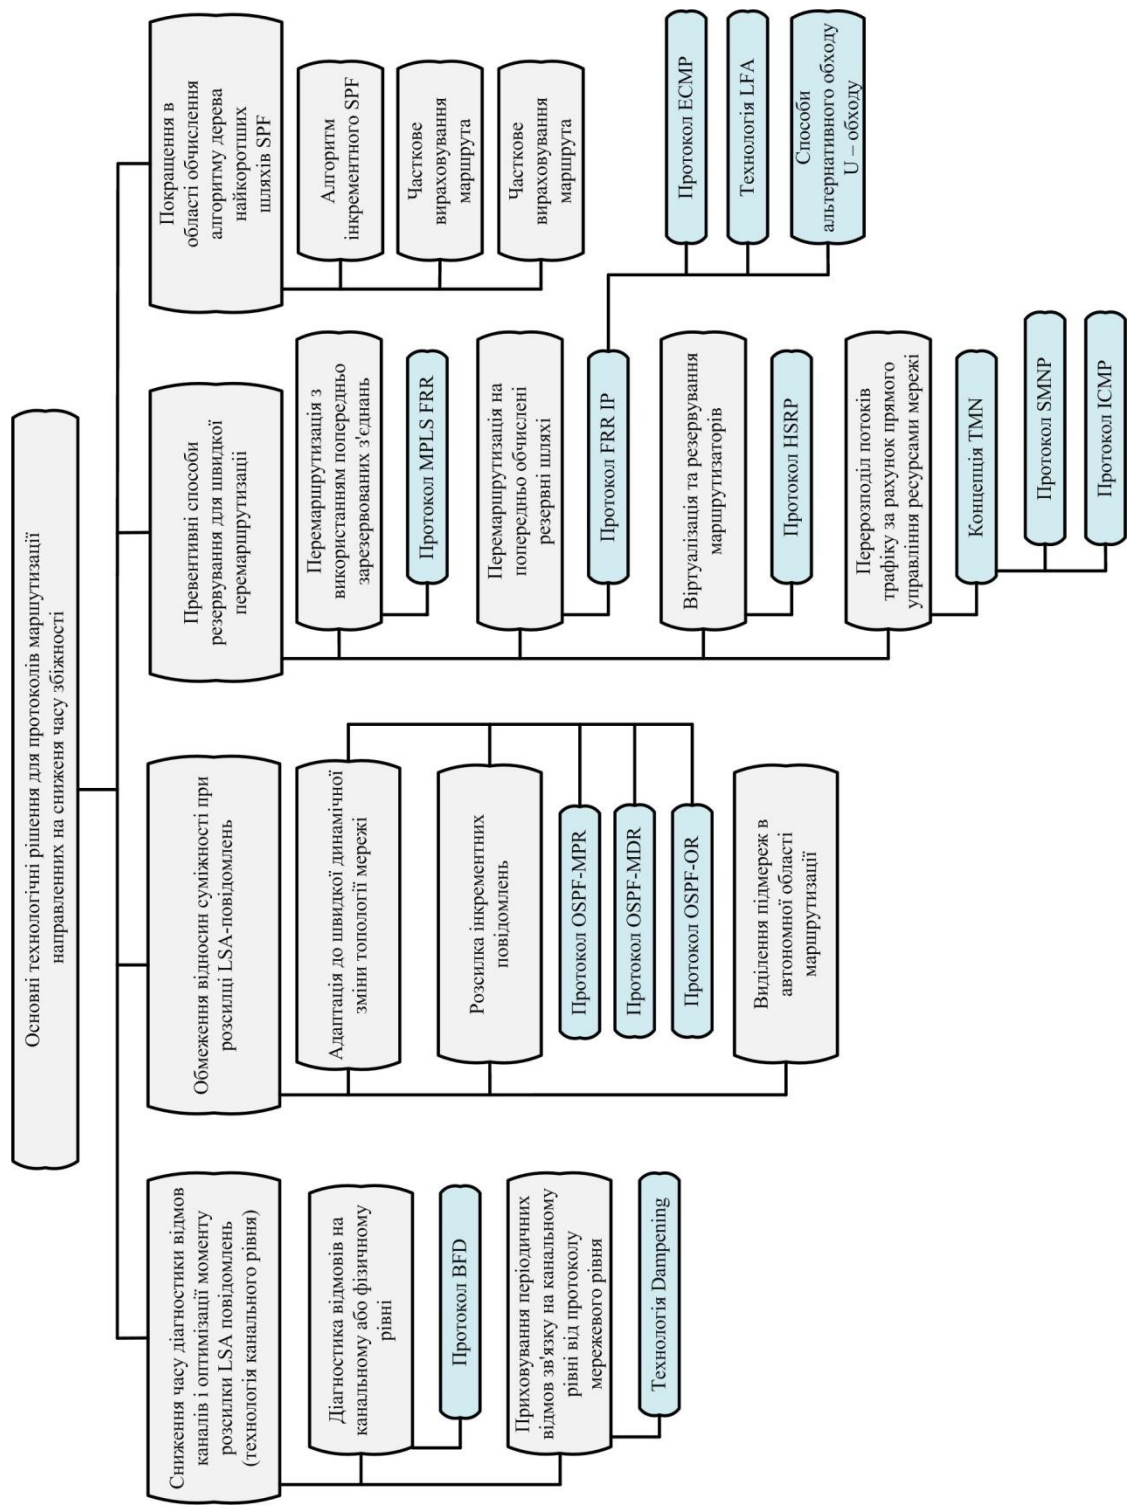 Основні технологічні рішення для протоколів маршутизації
направленних на сниженя часу збіжності
Сниження часу діагностики відмов
каналів і оптимізації моменту
розсилки LSA повідомлень
(технологія канального рівня)
Діагностика відмовів на
канальному або фізичному
рівні
Протокол BFD
Приховування періодичних
відмов зв'язку на канальному
рівні від протоколу
мережевого рівня
Технологія Dampening
Обмеження відносин суміжності при
розсилці LSA-повідомлень
Адаптація до швидкої динамічної
зміни топології мережі
Розсилка інкрементних
повідомлень
Протокол OSPF-MPR
Протокол OSPF-MDR
Протокол OSPF-OR
Виділення підмереж в
автономної області
маршрутизації
Превентивні способи
резервування для швидкої
перемаршутизації
Перемаршрутизація з
використанням попередньо
зарезервованих з'єднань
Протокол MPLS FRR
Перемаршутизація на
попередньо обчислені
резервні шляхі
Протокол FRR IP
Віртуалізація та резервування
маршрутизаторів
Протокол HSRP
Перерозподіл потоків
трафіку за рахунок прямого
управління ресурсами мережі
Концепція TMN
Протокол SMNP
Протокол ICMP
Покращення в
області обчислення
алгоритму дерева
найкоротших
шляхів SPF
Алгоритм
інкрементного SPF
Часткове
вираховування
маршрута
Часткове
вираховування
маршрута
Протокол ECMP
Технологія LFA
Способи
альтернативного обходу
U – обходу